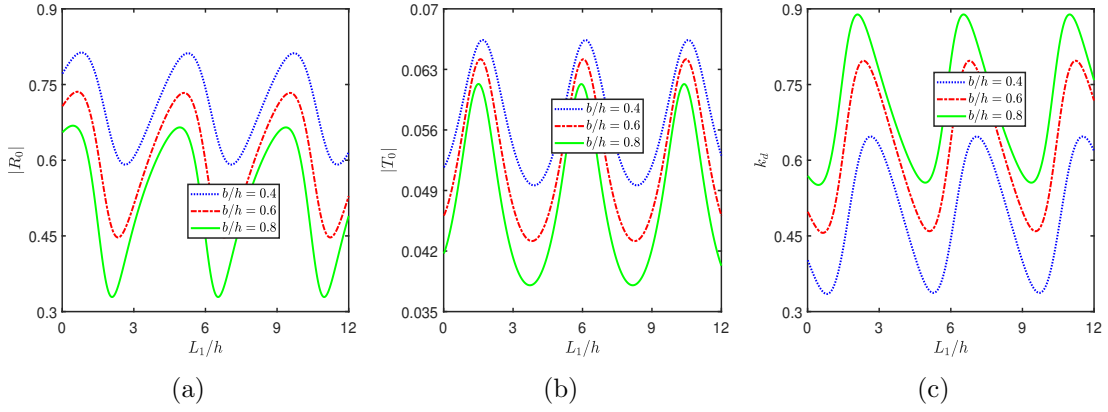 0.9
0.75
0.6
0.45
0.3
|R₀|
0 3 6 9 12
L₁/h
b/h = 0.4
b/h = 0.6
b/h = 0.8
(a)
0.07
0.063
0.056
0.049
0.042
0.035
|T₀|
0 3 6 9 12
L₁/h
b/h = 0.4
b/h = 0.6
b/h = 0.8
(b)
0.9
0.75
0.6
0.45
0.3
k_d
0 3 6 9 12
L₁/h
b/h = 0.4
b/h = 0.6
b/h = 0.8
(c)